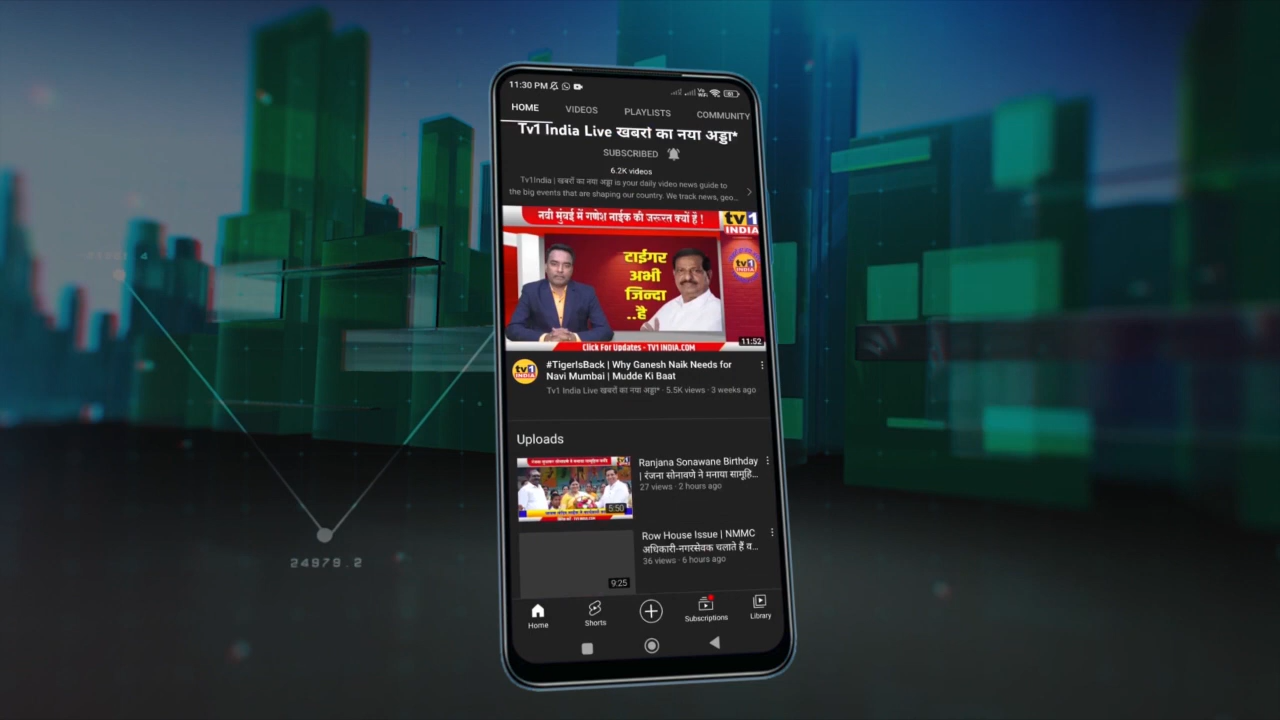 11:30 PM
HOME VIDEOS PLAYLISTS COMMUNITY
Tv1 India Live खबरों का नया अड्डा*
SUBSCRIBED
6.2K videos
Tv1India | खबरों का नया अड्डा is your daily video news guide to
the big events that are shaping our country. We track news, geo...
नवी मुंबई में गणेश नाईक की जरूरत क्यों है !
tv1
INDIA
tv1
INDIA
टाईगर
अभी
जिन्दा
..है
Click For Updates - TV1 INDIA.COM
11:52
tv1
INDIA
#TigerIsBack | Why Ganesh Naik Needs for
Navi Mumbai | Mudde Ki Baat
Tv1 India Live खबरों का नया अड्डा* · 5.5K views · 3 weeks ago
Uploads
5:50
Ranjana Sonawane Birthday
| रंजना सोनावणे ने मनाया सामूहि...
27 views · 2 hours ago
Row House Issue | NMMC
अधिकारी-नगरसेवक चलाते हैं व...
36 views · 6 hours ago
9:25
Home Shorts Subscriptions Library
24979.2